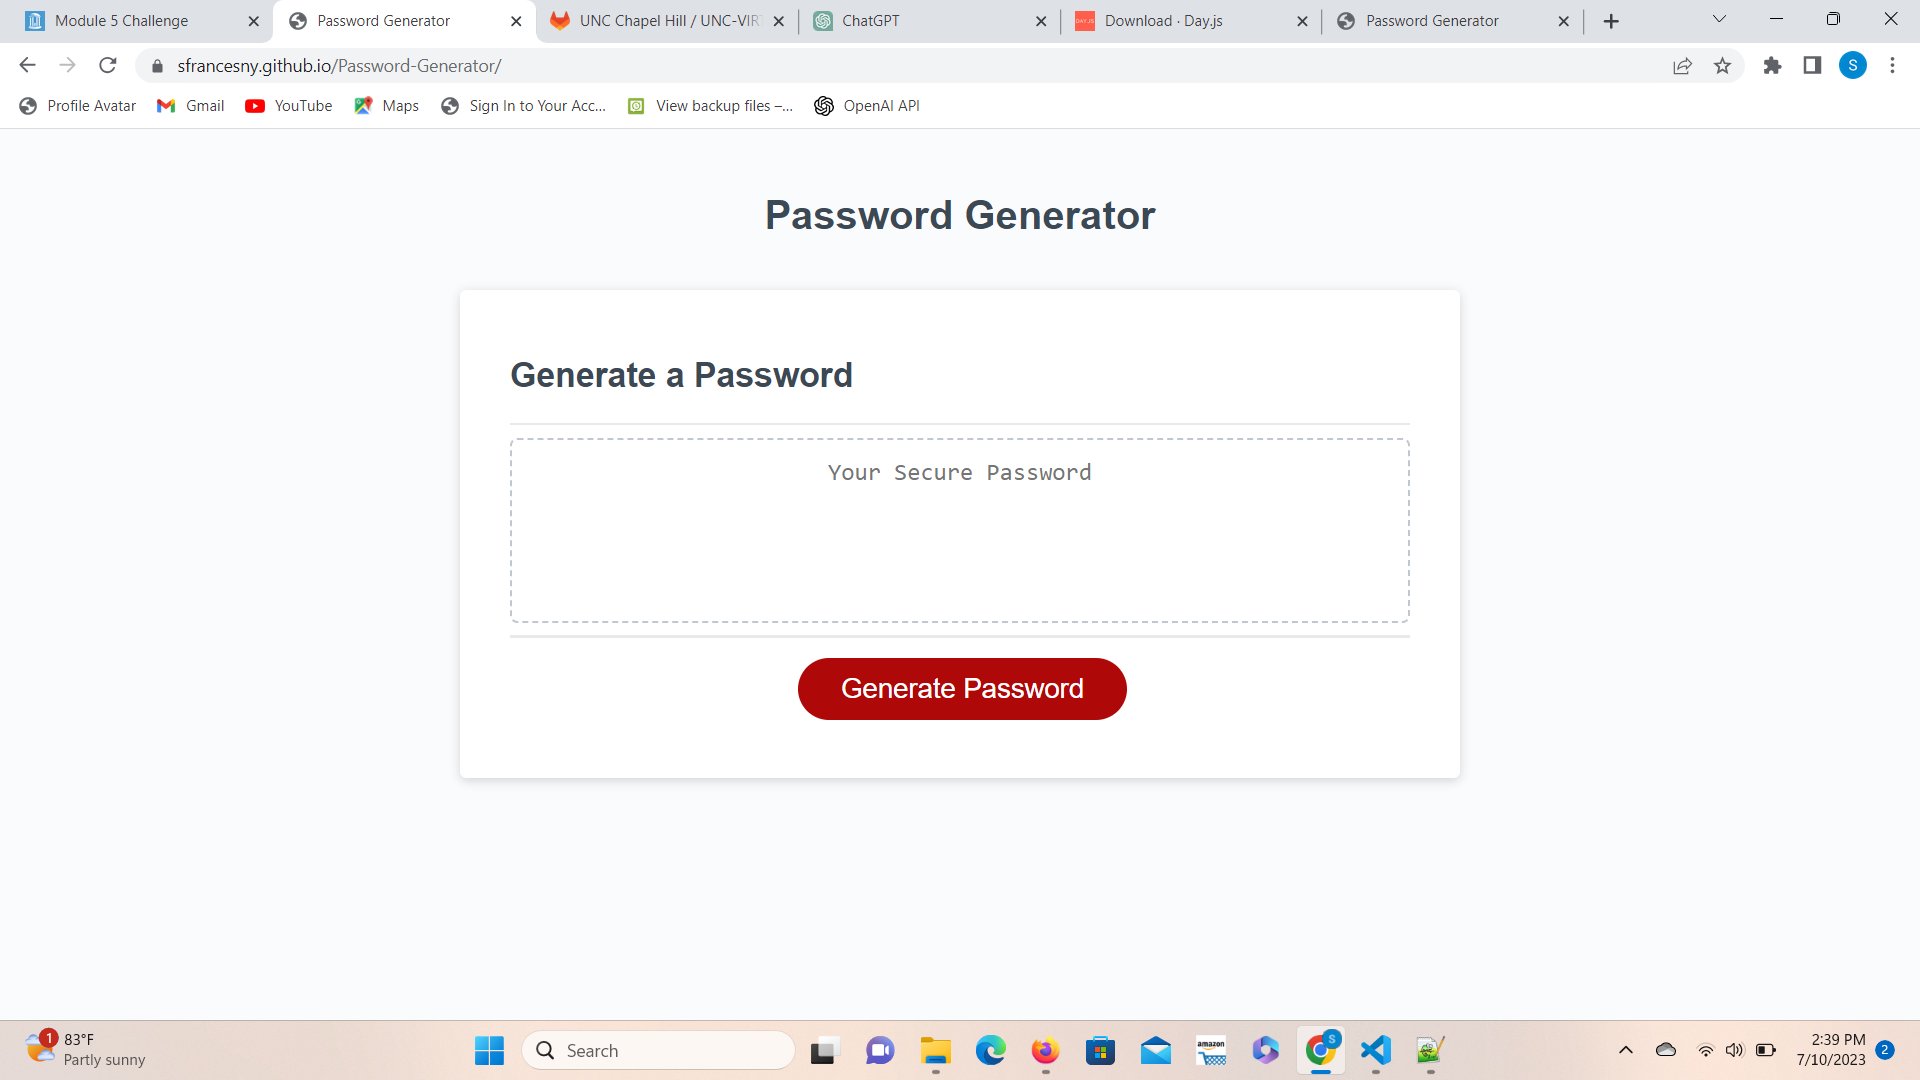 Module 5 Challenge
Password Generator
UNC Chapel Hill / UNC-VIRT
ChatGPT
Download · Day.js
Password Generator
sfrancesny.github.io/Password-Generator/
S
Profile Avatar
Gmail
YouTube
Maps
Sign In to Your Acc...
View backup files –...
OpenAI API
Password Generator
Generate a Password
Your Secure Password
Generate Password
1
83°F
Partly sunny
Search
amazon
S
2:39 PM
7/10/2023
2